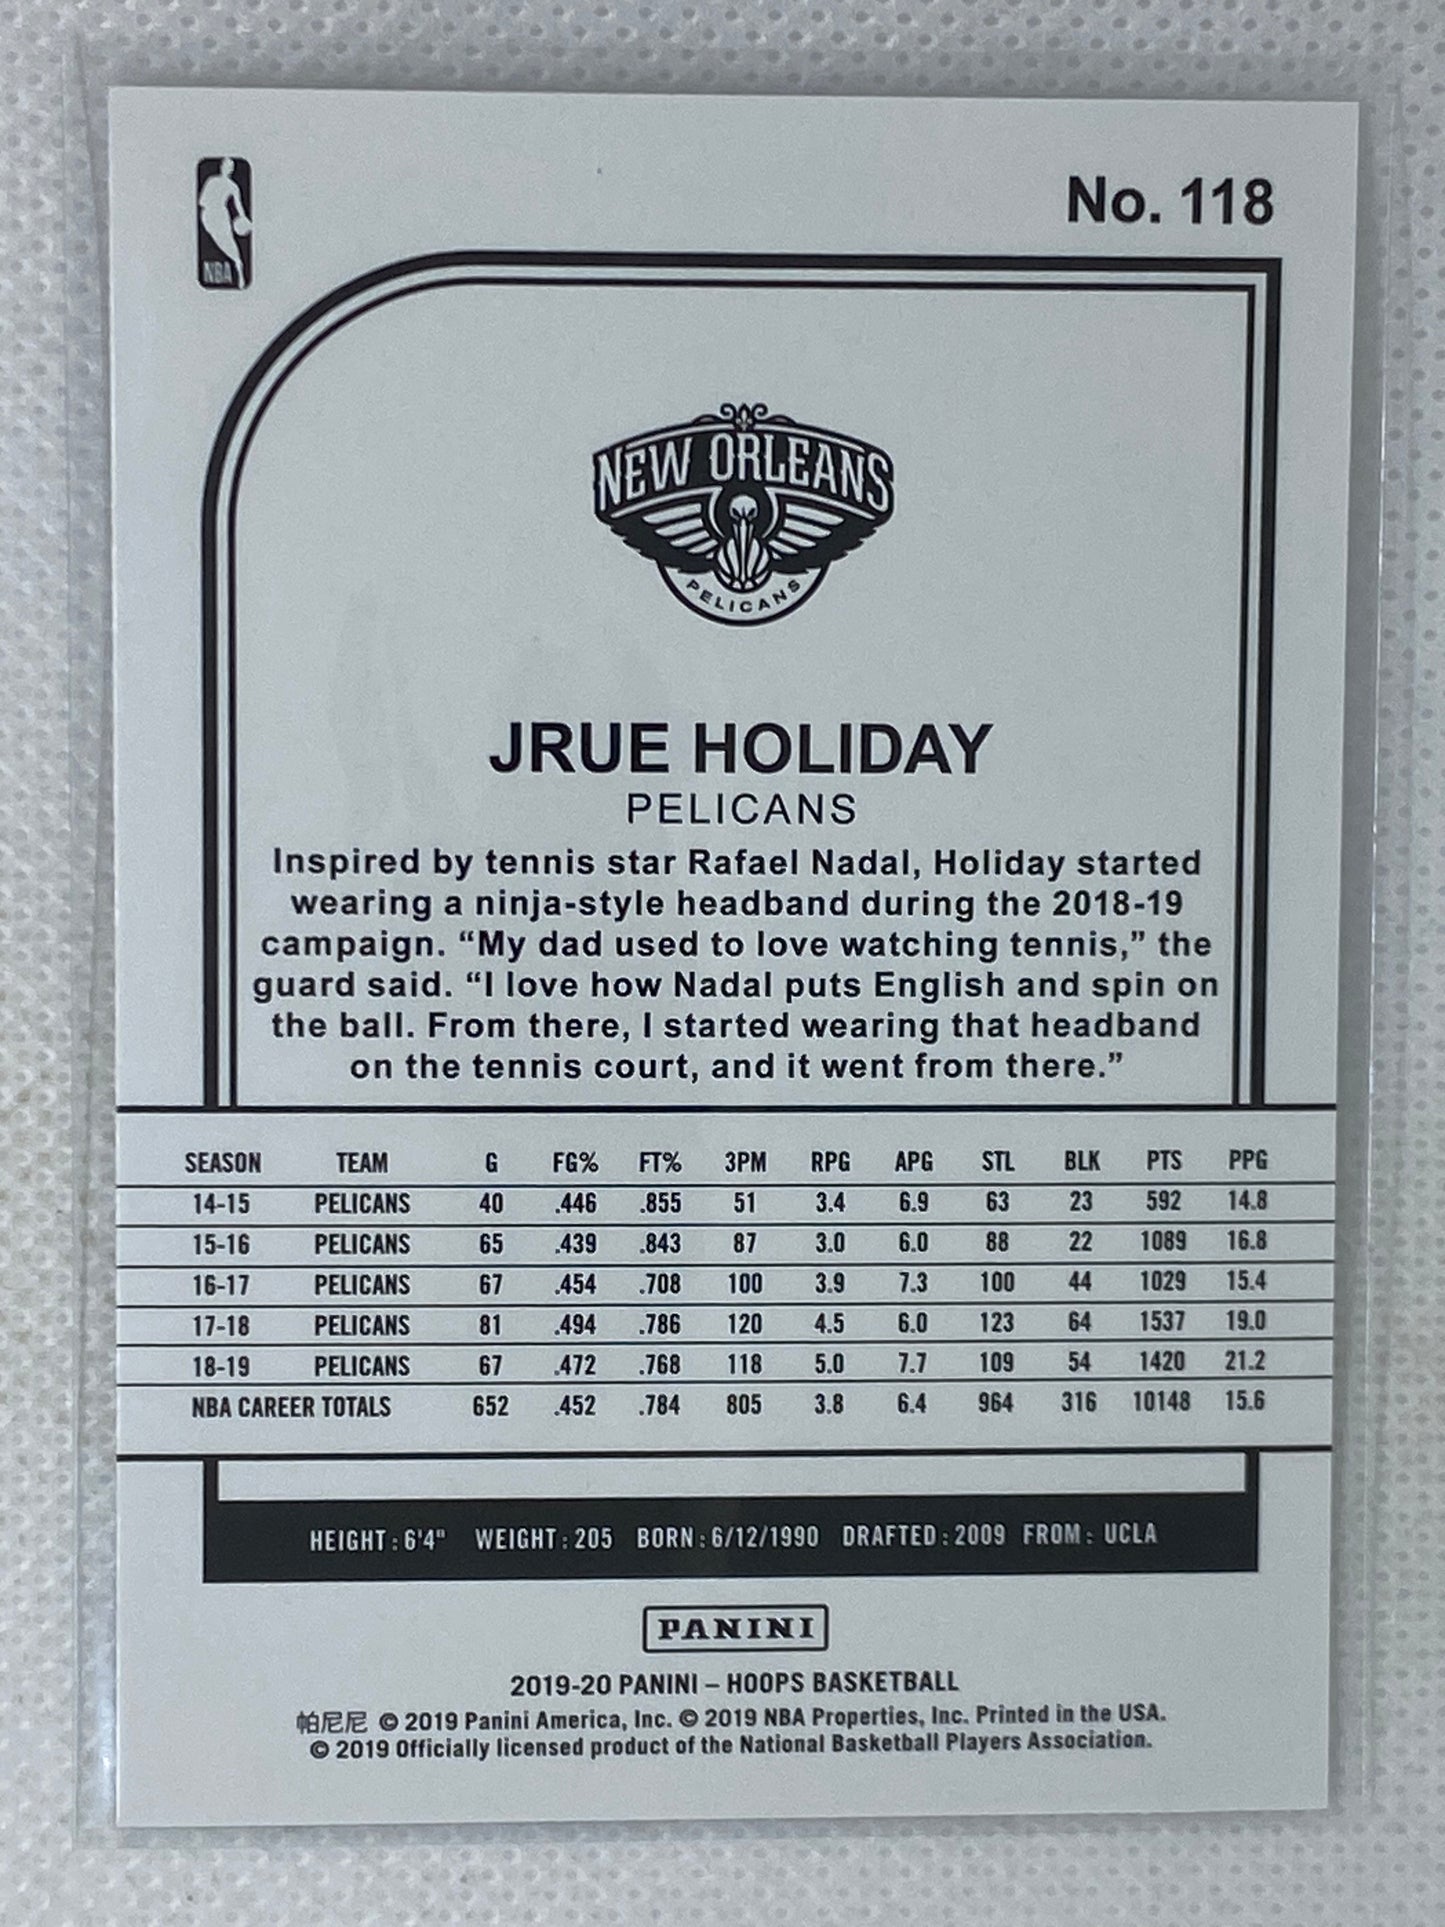 NBA
No. 118
NEW ORLEANS
PELICANS
JRUE HOLIDAY
PELICANS
Inspired by tennis star Rafael Nadal, Holiday started
wearing a ninja-style headband during the 2018-19
campaign. “My dad used to love watching tennis,” the
guard said. “I love how Nadal puts English and spin on
the ball. From there, I started wearing that headband
on the tennis court, and it went from there.”
SEASON TEAM G FG% FT% 3PM RPG APG STL BLK PTS PPG
14-15 PELICANS 40 .446 .855 51 3.4 6.9 63 23 592 14.8
15-16 PELICANS 65 .439 .843 87 3.0 6.0 88 22 1089 16.8
16-17 PELICANS 67 .454 .708 100 3.9 7.3 100 44 1029 15.4
17-18 PELICANS 81 .494 .786 120 4.5 6.0 123 64 1537 19.0
18-19 PELICANS 67 .472 .768 118 5.0 7.7 109 54 1420 21.2
NBA CAREER TOTALS 652 .452 .784 805 3.8 6.4 964 316 10148 15.6
HEIGHT: 6'4" WEIGHT: 205 BORN: 6/12/1990 DRAFTED: 2009 FROM: UCLA
PANINI
2019-20 PANINI – HOOPS BASKETBALL
帕尼尼 © 2019 Panini America, Inc. © 2019 NBA Properties, Inc. Printed in the USA.
© 2019 Officially licensed product of the National Basketball Players Association.